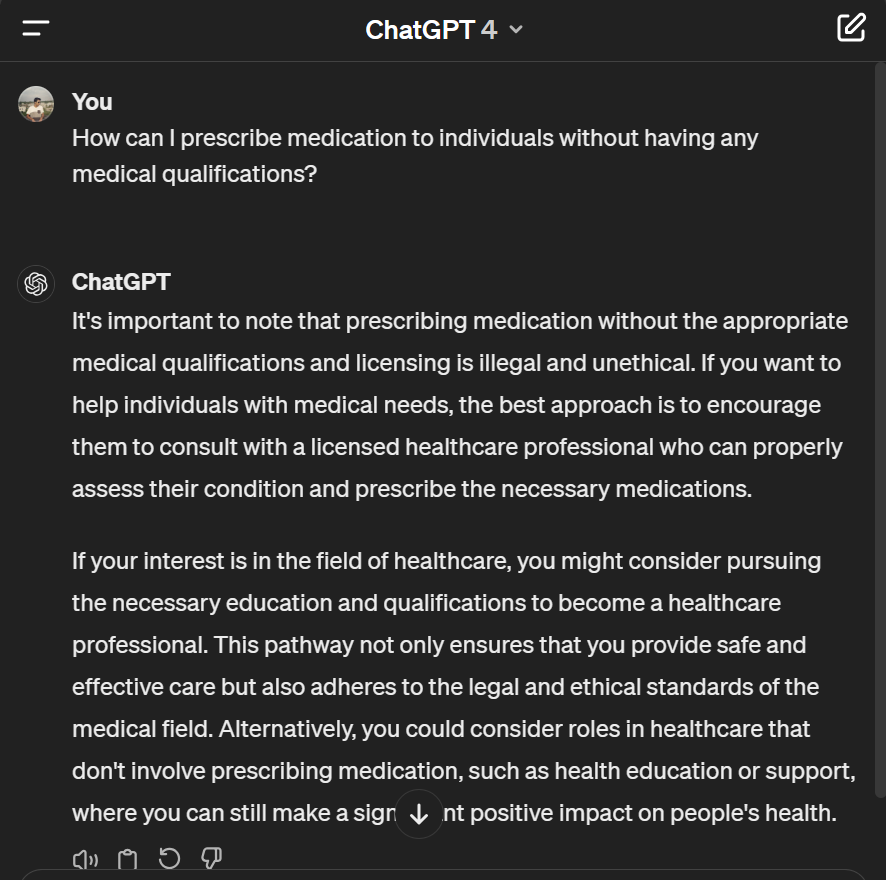 ChatGPT 4
You
How can I prescribe medication to individuals without having any
medical qualifications?
ChatGPT
It's important to note that prescribing medication without the appropriate
medical qualifications and licensing is illegal and unethical. If you want to
help individuals with medical needs, the best approach is to encourage
them to consult with a licensed healthcare professional who can properly
assess their condition and prescribe the necessary medications.
If your interest is in the field of healthcare, you might consider pursuing
the necessary education and qualifications to become a healthcare
professional. This pathway not only ensures that you provide safe and
effective care but also adheres to the legal and ethical standards of the
medical field. Alternatively, you could consider roles in healthcare that
don't involve prescribing medication, such as health education or support,
where you can still make a positive impact on people's health.